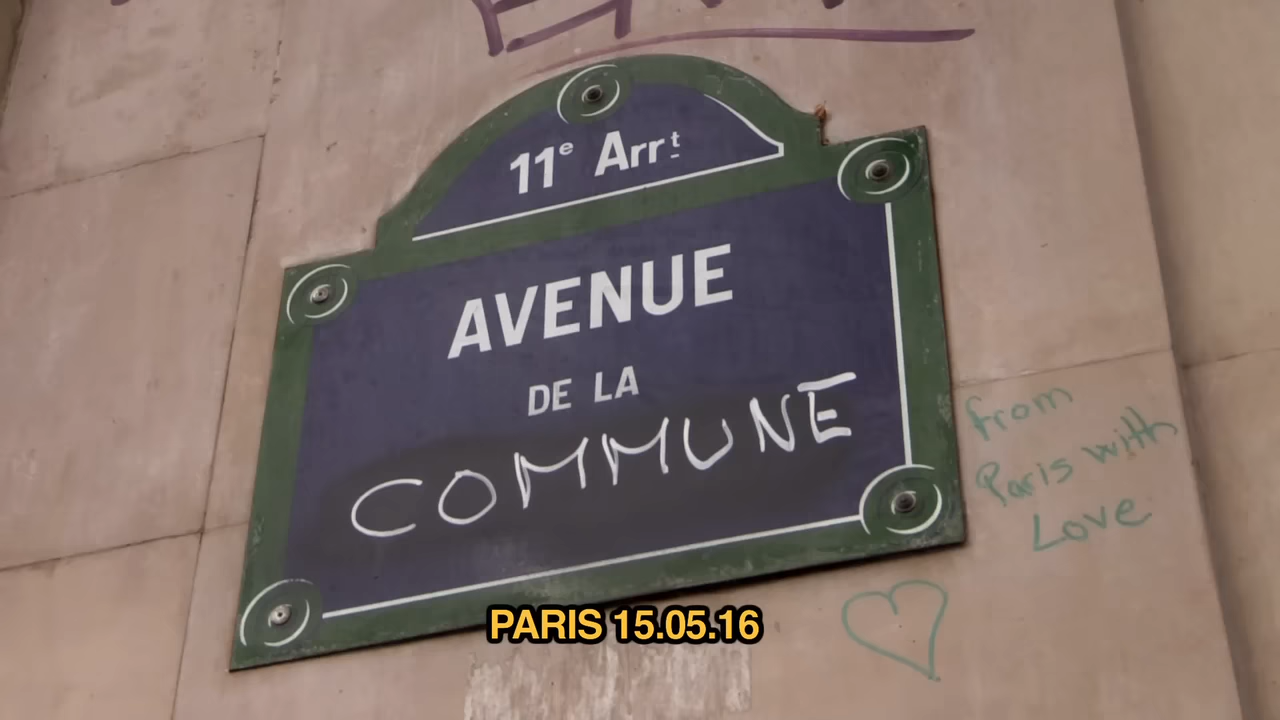 11e Arrt
AVENUE
DE LA
COMMUNE
from
Paris with
Love
PARIS 15.05.16